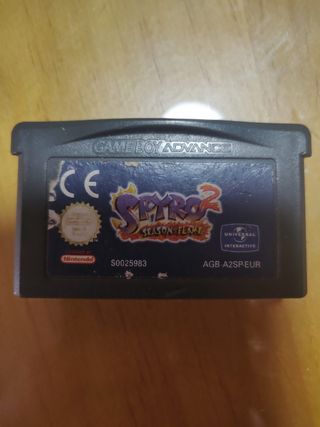 GAME BOY ADVANCE
CE
SPYRO 2
SEASON OF FLAME
UNIVERSAL
INTERACTIVE
Nintendo
S0025983
AGB-A2SP-EUR